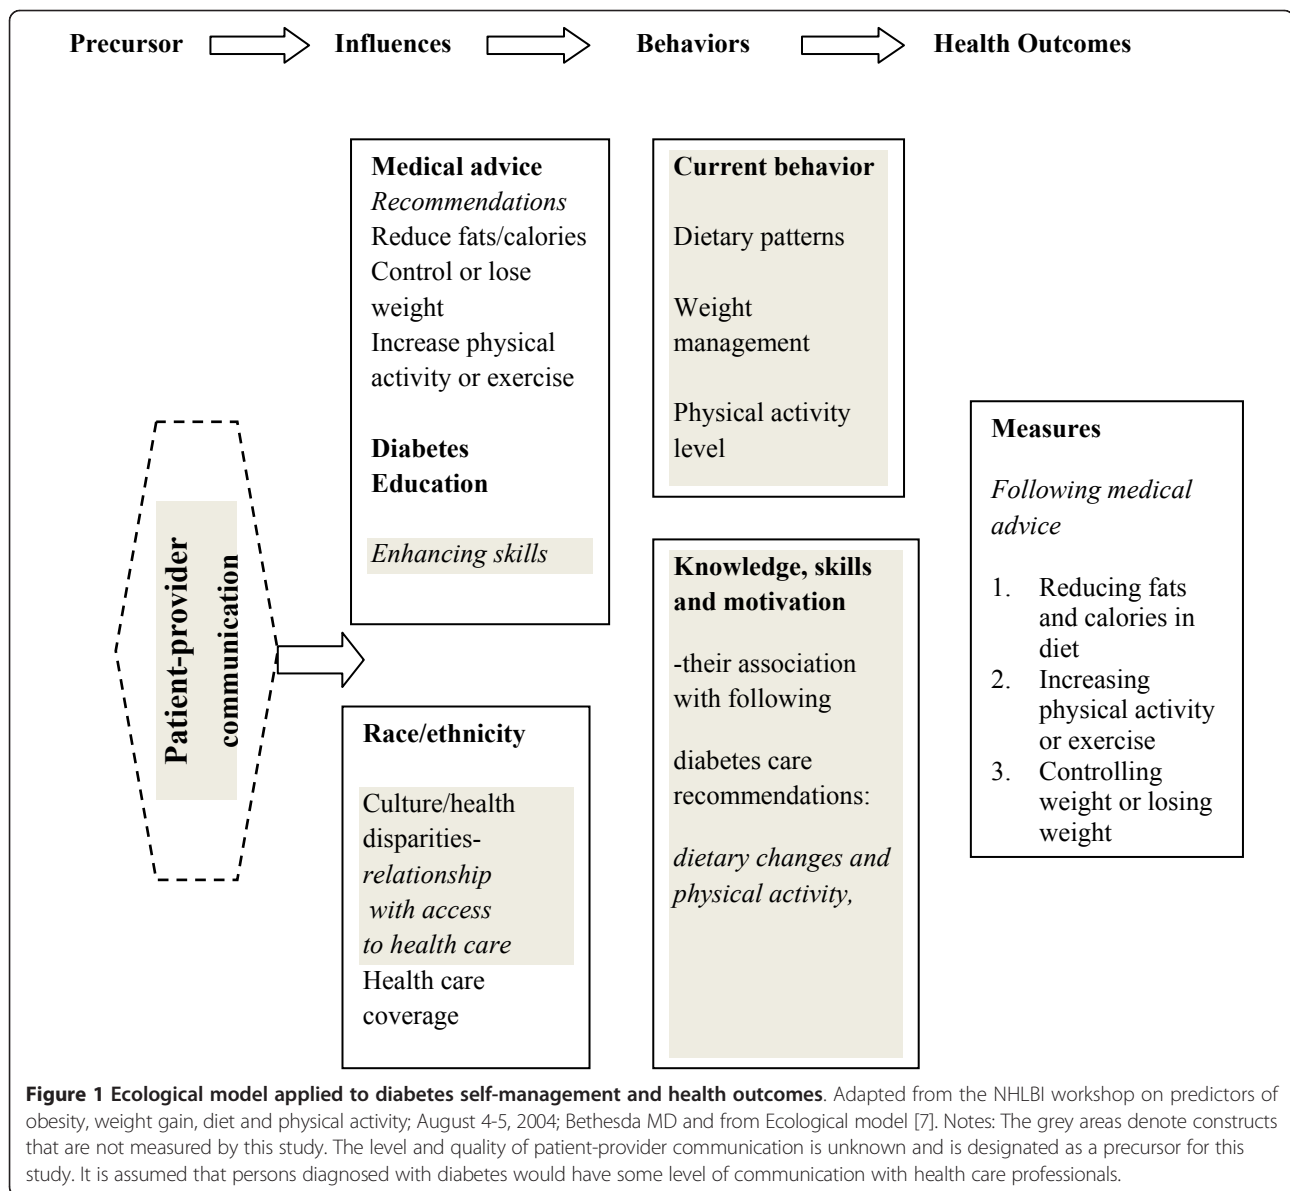 Precursor Influences Behaviors Health Outcomes
Patient-provider
communication
Medical advice
Recommendations
Reduce fats/calories
Control or lose
weight
Increase physical
activity or exercise
Diabetes
Education
Enhancing skills
Race/ethnicity
Culture/health
disparities-
relationship
with access
to health care
Health care
coverage
Current behavior
Dietary patterns
Weight
management
Physical activity
level
Knowledge, skills
and motivation
-their association
with following
diabetes care
recommendations:
dietary changes and
physical activity,
Measures
Following medical
advice
1. Reducing fats
and calories in
diet
2. Increasing
physical activity
or exercise
3. Controlling
weight or losing
weight
Figure 1 Ecological model applied to diabetes self-management and health outcomes. Adapted from the NHLBI workshop on predictors of
obesity, weight gain, diet and physical activity; August 4-5, 2004; Bethesda MD and from Ecological model [7]. Notes: The grey areas denote constructs
that are not measured by this study. The level and quality of patient-provider communication is unknown and is designated as a precursor for this
study. It is assumed that persons diagnosed with diabetes would have some level of communication with health care professionals.